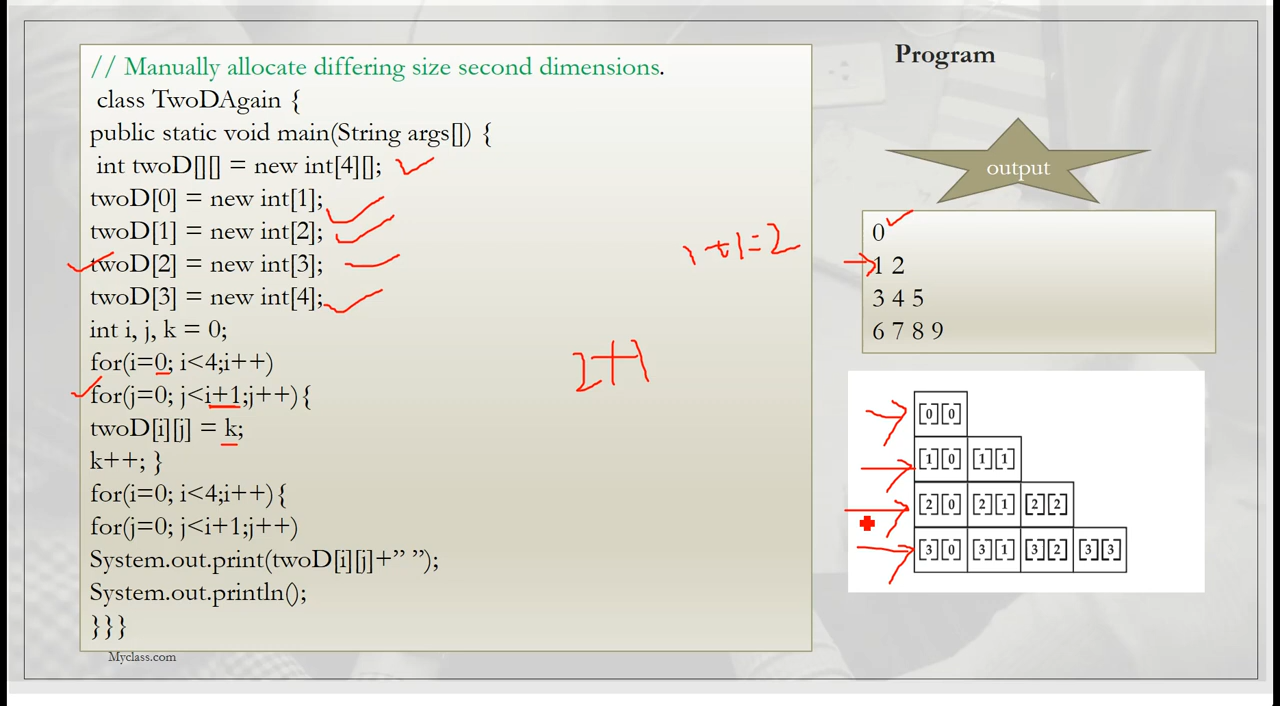 // Manually allocate differing size second dimensions.
class TwoDAgain {
public static void main(String args[]) {
int twoD[][] = new int[4][];
twoD[0] = new int[1];
twoD[1] = new int[2];
twoD[2] = new int[3];
twoD[3] = new int[4];
int i, j, k = 0;
for(i=0; i<4;i++)
for(j=0; j<i+1;j++){
twoD[i][j] = k;
k++; }
for(i=0; i<4;i++){
for(j=0; j<i+1;j++)
System.out.print(twoD[i][j]+” ”);
System.out.println();
}}}
Myclass.com
1+1=2
2+1
Program
output
0
1 2
3 4 5
6 7 8 9
[0][0]
[1][0] [1][1]
[2][0] [2][1] [2][2]
[3][0] [3][1] [3][2] [3][3]